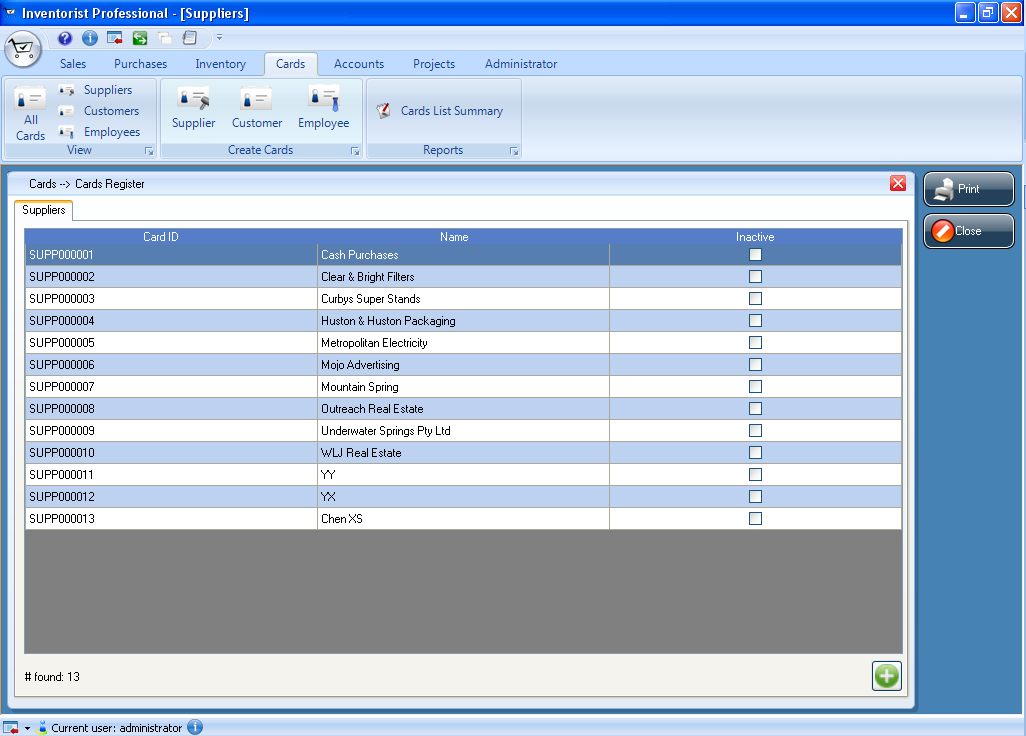 Inventorist Professional - [Suppliers]
Sales Purchases Inventory Cards Accounts Projects Administrator
All Cards
Suppliers
Customers
Employees
View
Supplier Customer Employee
Create Cards
Cards List Summary
Reports
Cards --> Cards Register
Print
Close
Suppliers
Card ID Name Inactive
SUPP000001 Cash Purchases
SUPP000002 Clear & Bright Filters
SUPP000003 Curbys Super Stands
SUPP000004 Huston & Huston Packaging
SUPP000005 Metropolitan Electricity
SUPP000006 Mojo Advertising
SUPP000007 Mountain Spring
SUPP000008 Outreach Real Estate
SUPP000009 Underwater Springs Pty Ltd
SUPP000010 WLJ Real Estate
SUPP000011 YY
SUPP000012 YX
SUPP000013 Chen XS
# found: 13
Current user: administrator